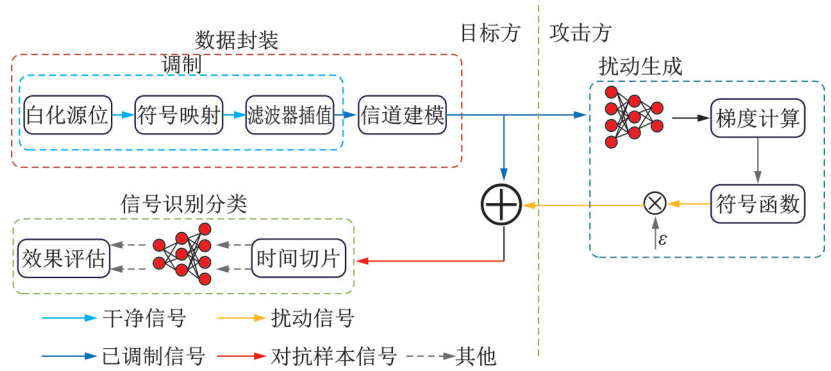 目标方
攻击方
数据封装
调制
白化源位
符号映射
滤波器插值
信道建模
扰动生成
梯度计算
符号函数
ε
信号识别分类
效果评估
时间切片
干净信号
扰动信号
已调制信号
对抗样本信号
其他